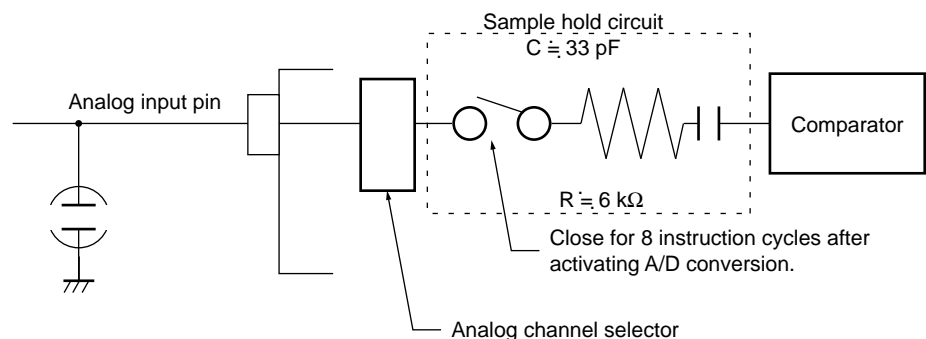 Sample hold circuit
C ≒ 33 pF
Analog input pin
Comparator
R ≒ 6 kΩ
Close for 8 instruction cycles after
activating A/D conversion.
Analog channel selector